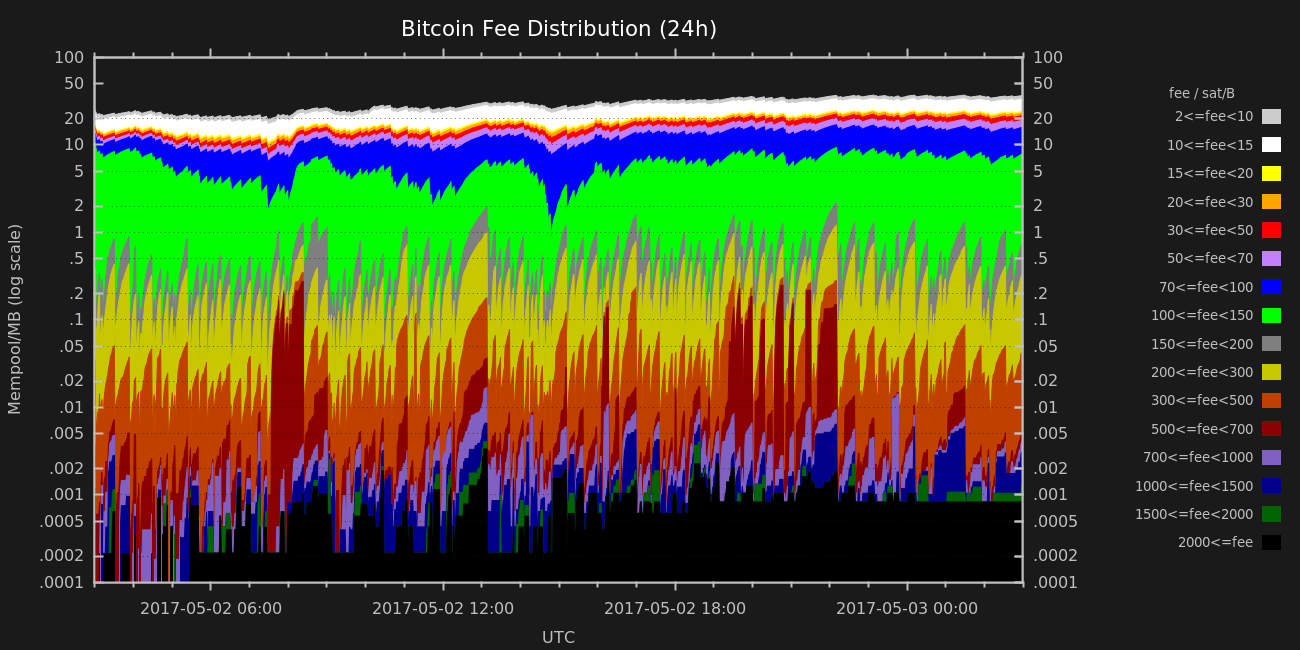 Bitcoin Fee Distribution (24h)
Mempool/MB (log scale)
100
50
20
10
5
2
1
.5
.2
.1
.05
.02
.01
.005
.002
.001
.0005
.0002
.0001
100
50
20
10
5
2
1
.5
.2
.1
.05
.02
.01
.005
.002
.001
.0005
.0002
.0001
2017-05-02 06:00 2017-05-02 12:00 2017-05-02 18:00 2017-05-03 00:00
UTC
fee / sat/B
2<=fee<10
10<=fee<15
15<=fee<20
20<=fee<30
30<=fee<50
50<=fee<70
70<=fee<100
100<=fee<150
150<=fee<200
200<=fee<300
300<=fee<500
500<=fee<700
700<=fee<1000
1000<=fee<1500
1500<=fee<2000
2000<=fee